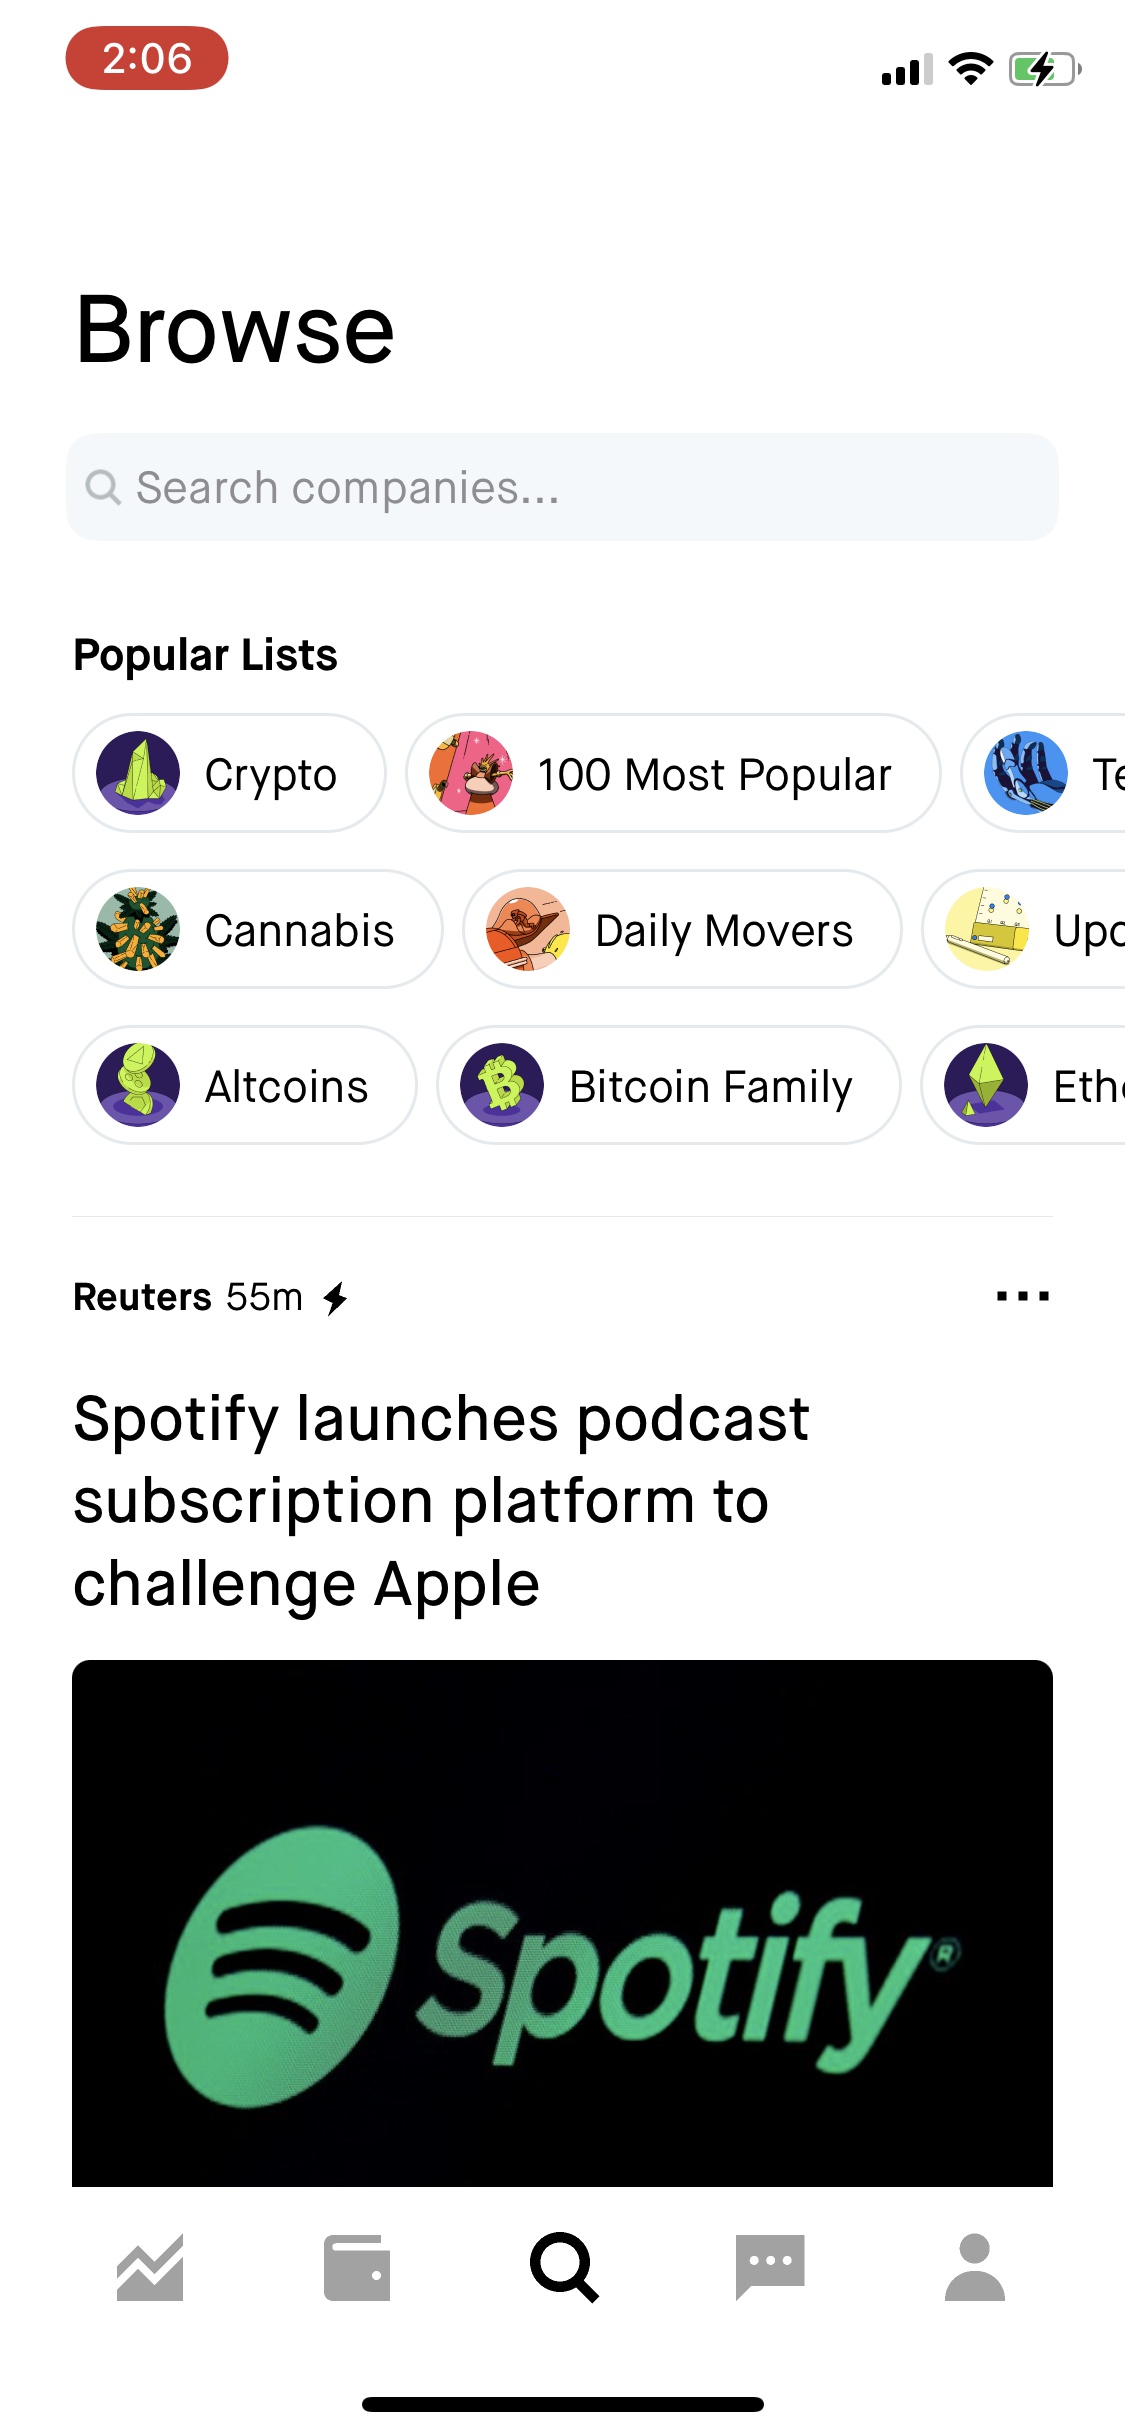 2:06
Browse
Search companies...
Popular Lists
Crypto
100 Most Popular
Te
Cannabis
Daily Movers
Upc
Altcoins
Bitcoin Family
Eth
Reuters 55m
Spotify launches podcast
subscription platform to
challenge Apple
Spotify®